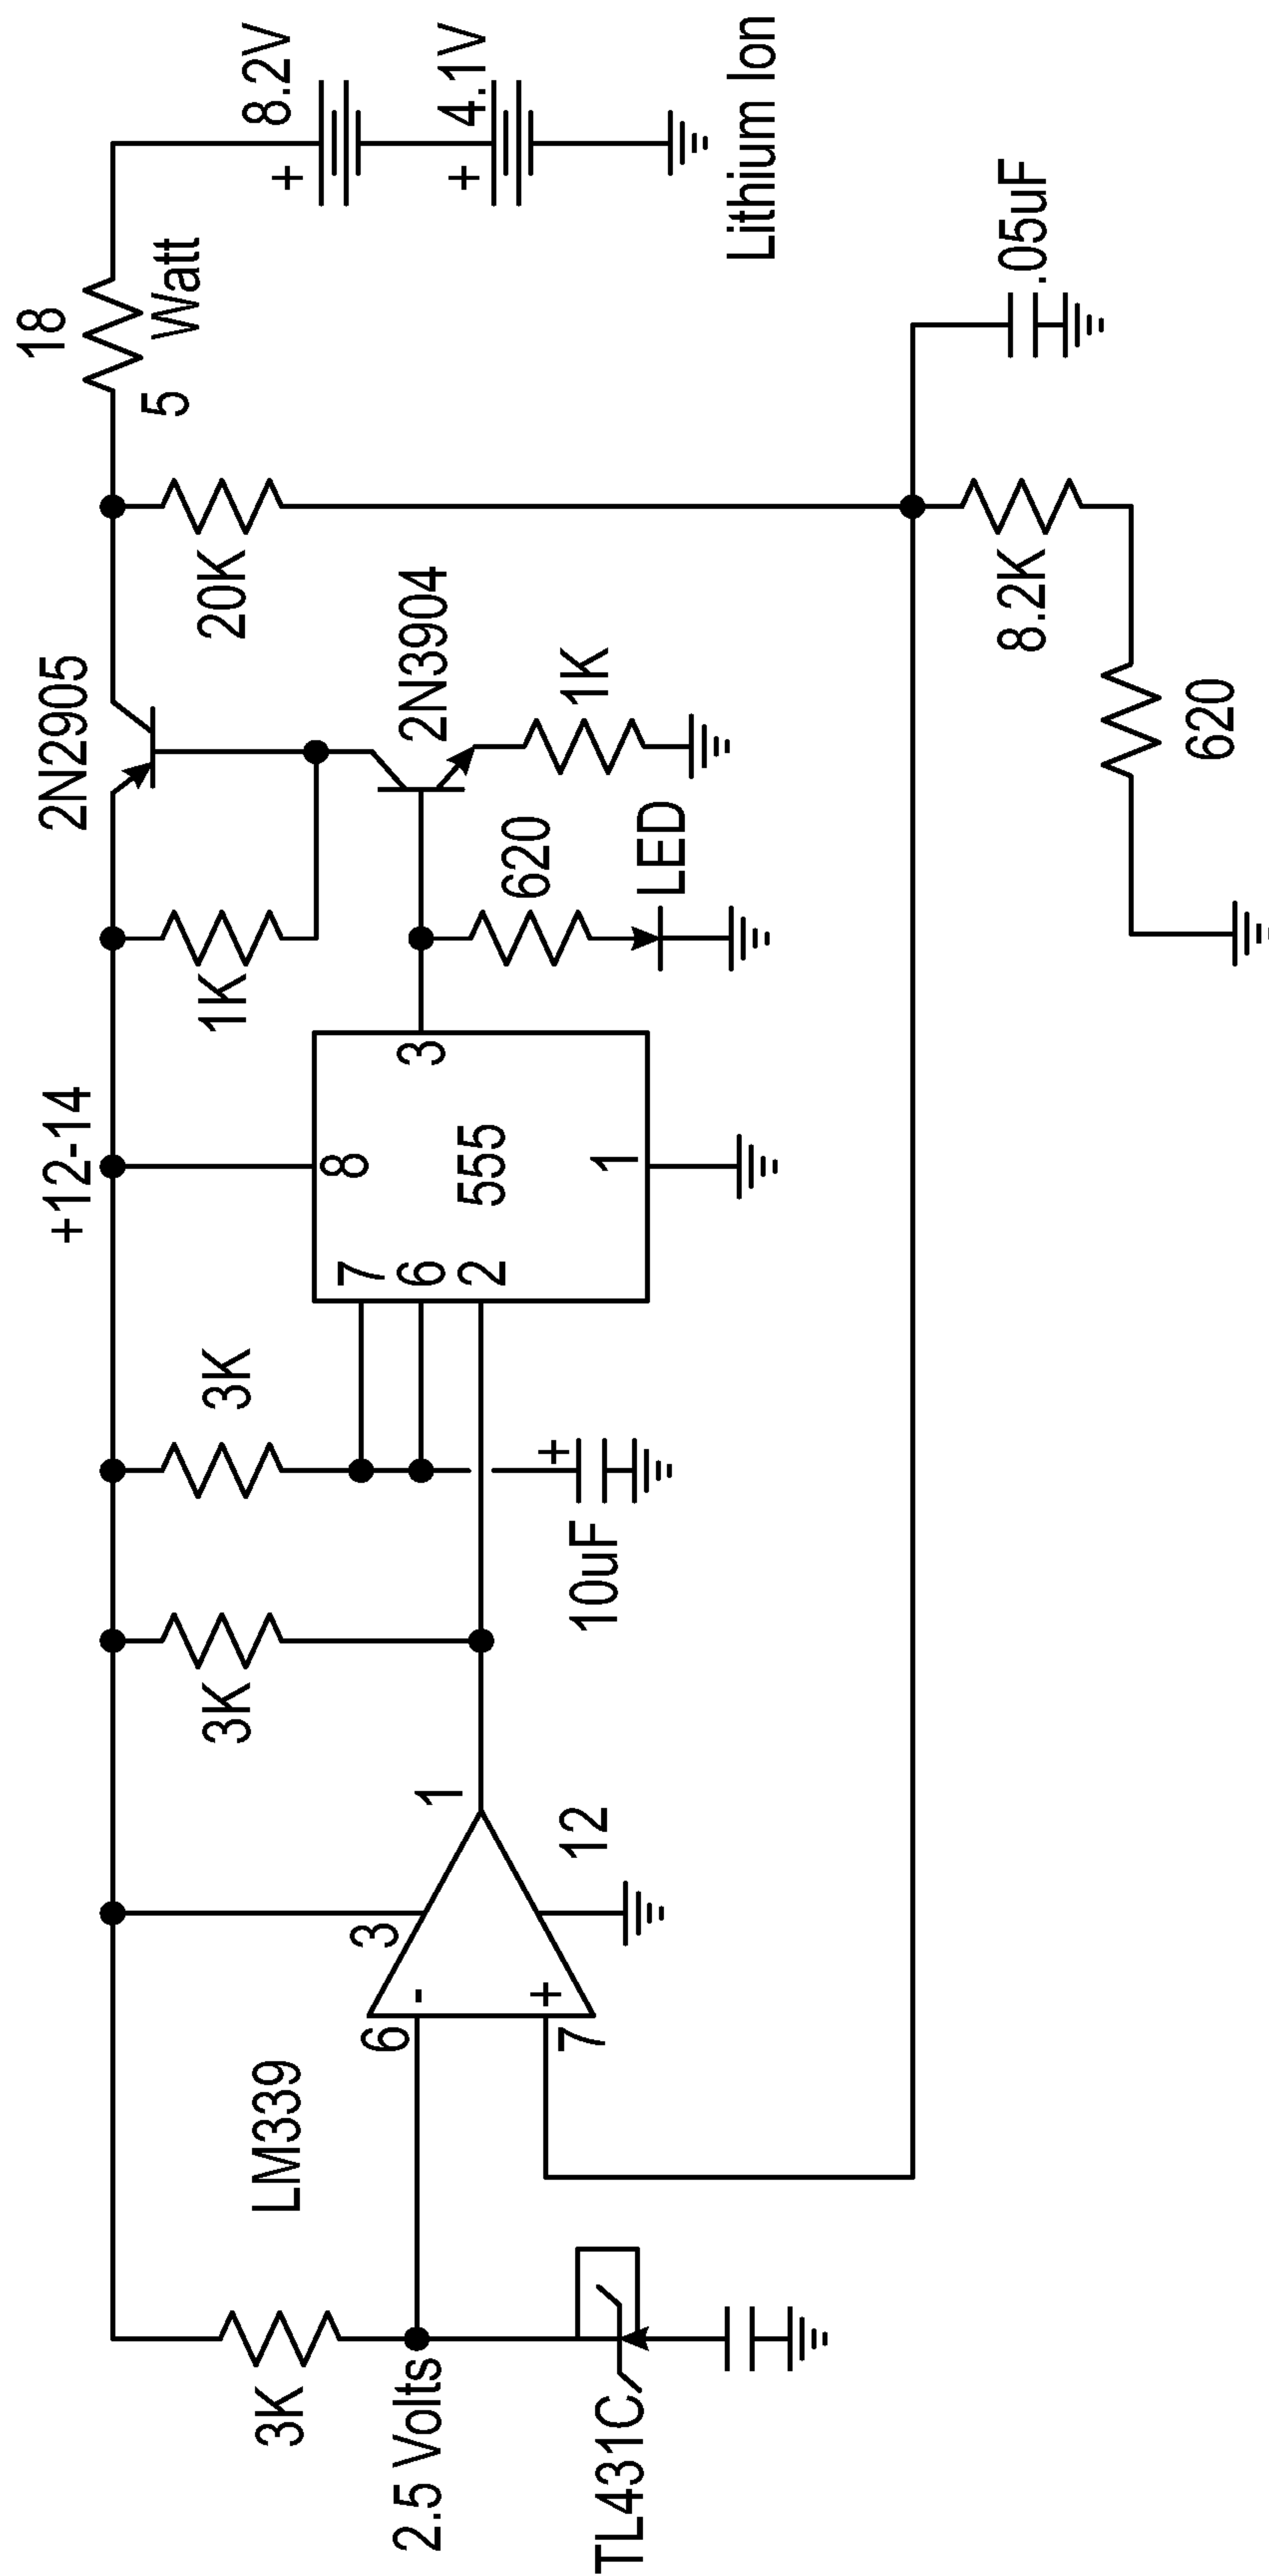 +12-14
2N2905
18
5 Watt
8.2V
+
4.1V
+
Lithium Ion
3K
LM339
3K
3K
1K
20K
2.5 Volts
6
-
3
1
+
7
12
7
6
2
8
555
3
1
2N3904
620
LED
1K
10uF
+
TL431C
8.2K
.05uF
620